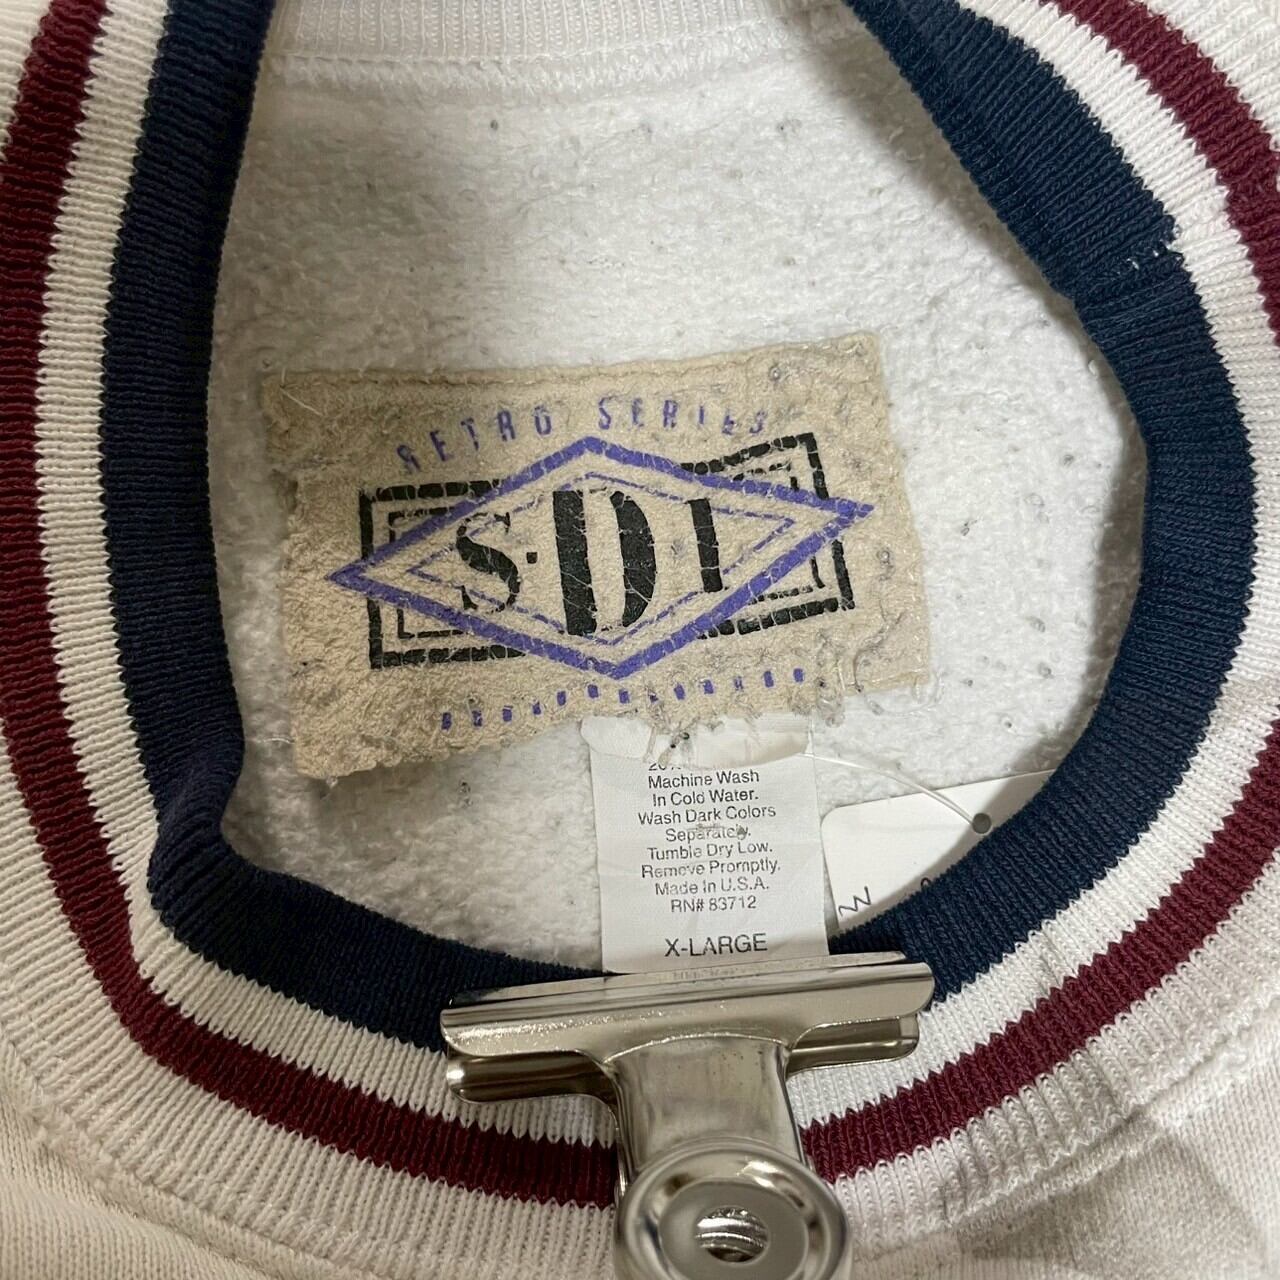 RETRO SERIES
S·D I
Machine Wash
In Cold Water.
Wash Dark Colors
Separately.
Tumble Dry Low.
Remove Promptly.
Made In U.S.A.
RN# 83712
X-LARGE